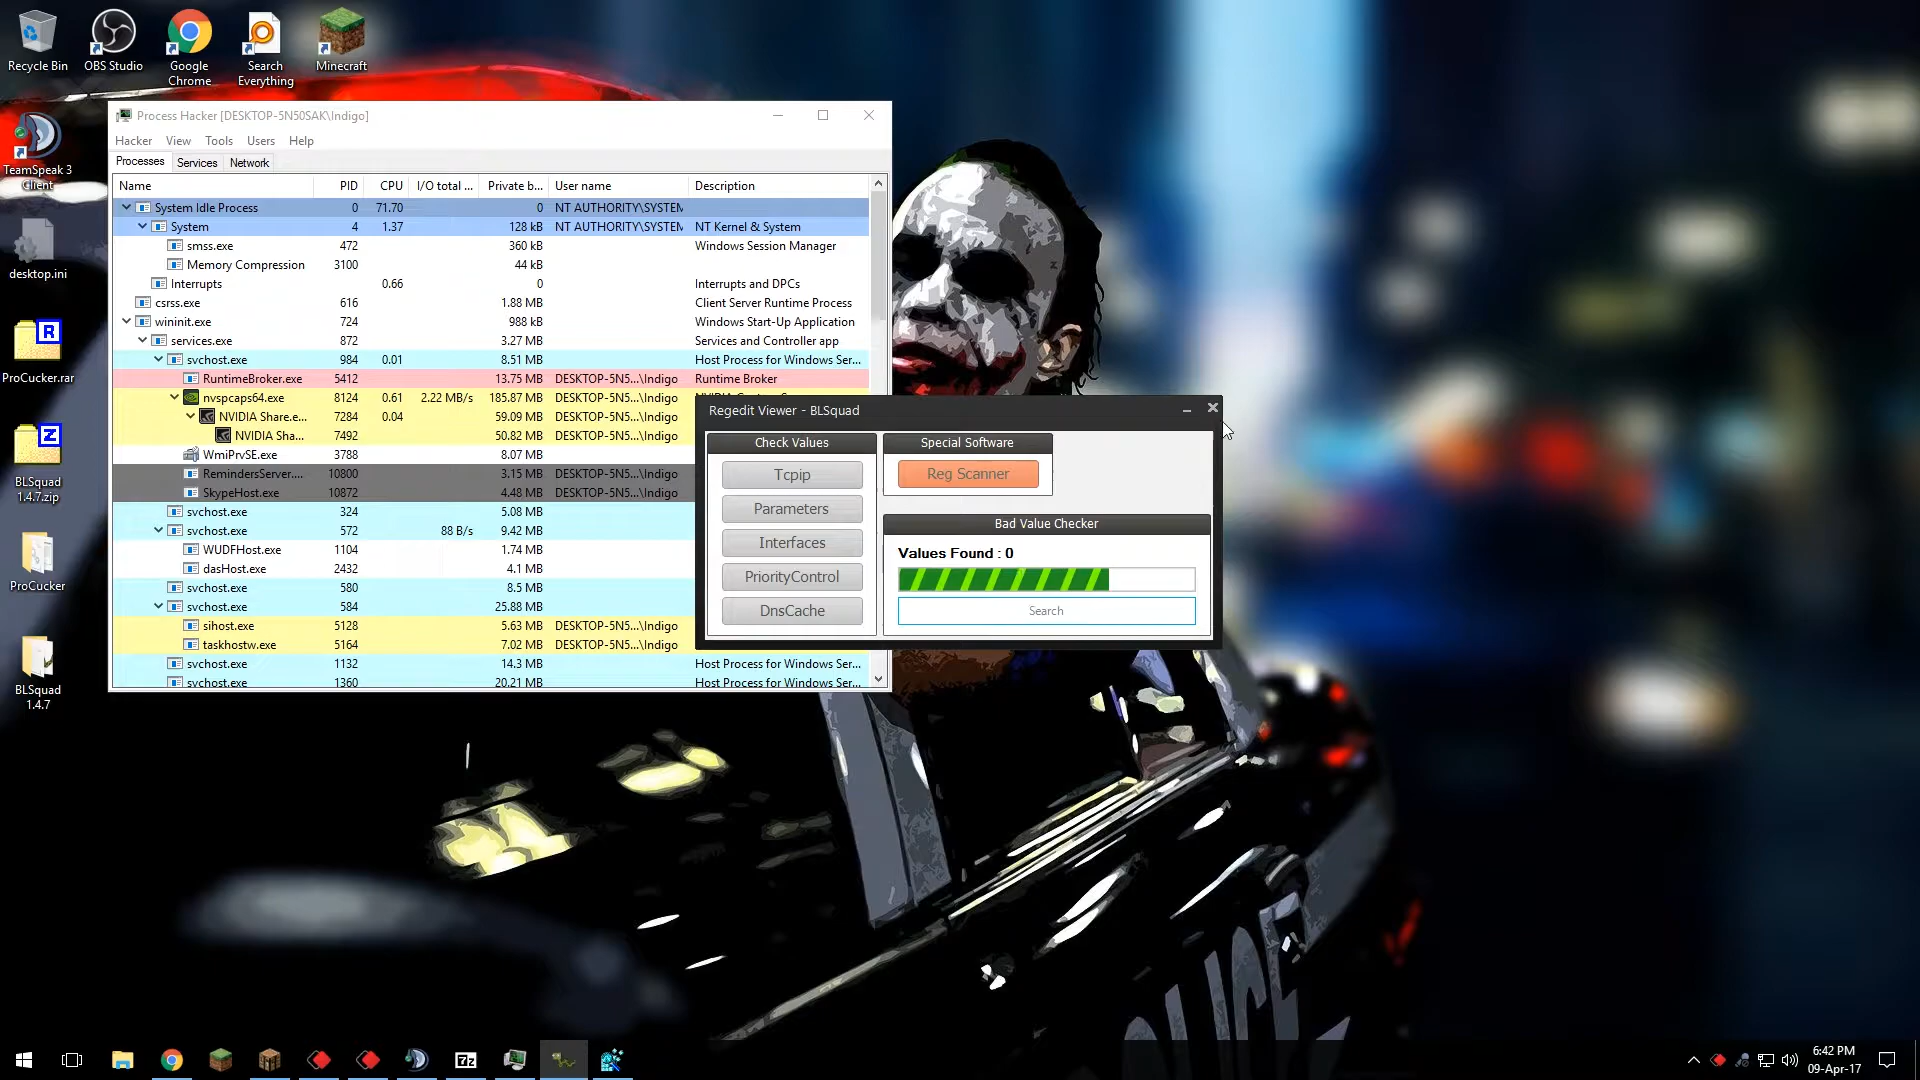 Recycle Bin
OBS Studio
Google Chrome
Search Everything
Minecraft
TeamSpeak 3 Client
desktop.ini
ProCucker.rar
BLSquad 1.4.7.zip
ProCucker
BLSquad 1.4.7
Process Hacker [DESKTOP-5N50SAK\Indigo]
Hacker View Tools Users Help
Processes Services Network
Name PID CPU I/O total ... Private b... User name Description
System Idle Process 0 71.70 0 NT AUTHORITY\SYSTEM
System 4 1.37 128 kB NT AUTHORITY\SYSTEM NT Kernel & System
smss.exe 472 360 kB Windows Session Manager
Memory Compression 3100 44 kB
Interrupts 0.66 0 Interrupts and DPCs
csrss.exe 616 1.88 MB Client Server Runtime Process
wininit.exe 724 988 kB Windows Start-Up Application
services.exe 872 3.27 MB Services and Controller app
svchost.exe 984 0.01 8.51 MB Host Process for Windows Ser...
RuntimeBroker.exe 5412 13.75 MB DESKTOP-5N5...\Indigo Runtime Broker
nvspcaps64.exe 8124 0.61 2.22 MB/s 185.87 MB DESKTOP-5N5...\Indigo
NVIDIA Share.e... 7284 0.04 59.09 MB DESKTOP-5N5...\Indigo
NVIDIA Sha... 7492 50.82 MB DESKTOP-5N5...\Indigo
WmiPrvSE.exe 3788 8.07 MB
RemindersServer.... 10800 3.15 MB DESKTOP-5N5...\Indigo
SkypeHost.exe 10872 4.48 MB DESKTOP-5N5...\Indigo
svchost.exe 324 5.08 MB
svchost.exe 572 88 B/s 9.42 MB
WUDFHost.exe 1104 1.74 MB
dasHost.exe 2432 4.1 MB
svchost.exe 580 8.5 MB
svchost.exe 584 25.88 MB
sihost.exe 5128 5.63 MB DESKTOP-5N5...\Indigo
taskhostw.exe 5164 7.02 MB DESKTOP-5N5...\Indigo
svchost.exe 1132 14.3 MB Host Process for Windows Ser...
svchost.exe 1360 20.21 MB Host Process for Windows Ser...
Regedit Viewer - BLSquad
Check Values
Tcpip
Parameters
Interfaces
PriorityControl
DnsCache
Special Software
Reg Scanner
Bad Value Checker
Values Found : 0
Search
6:42 PM
09-Apr-17